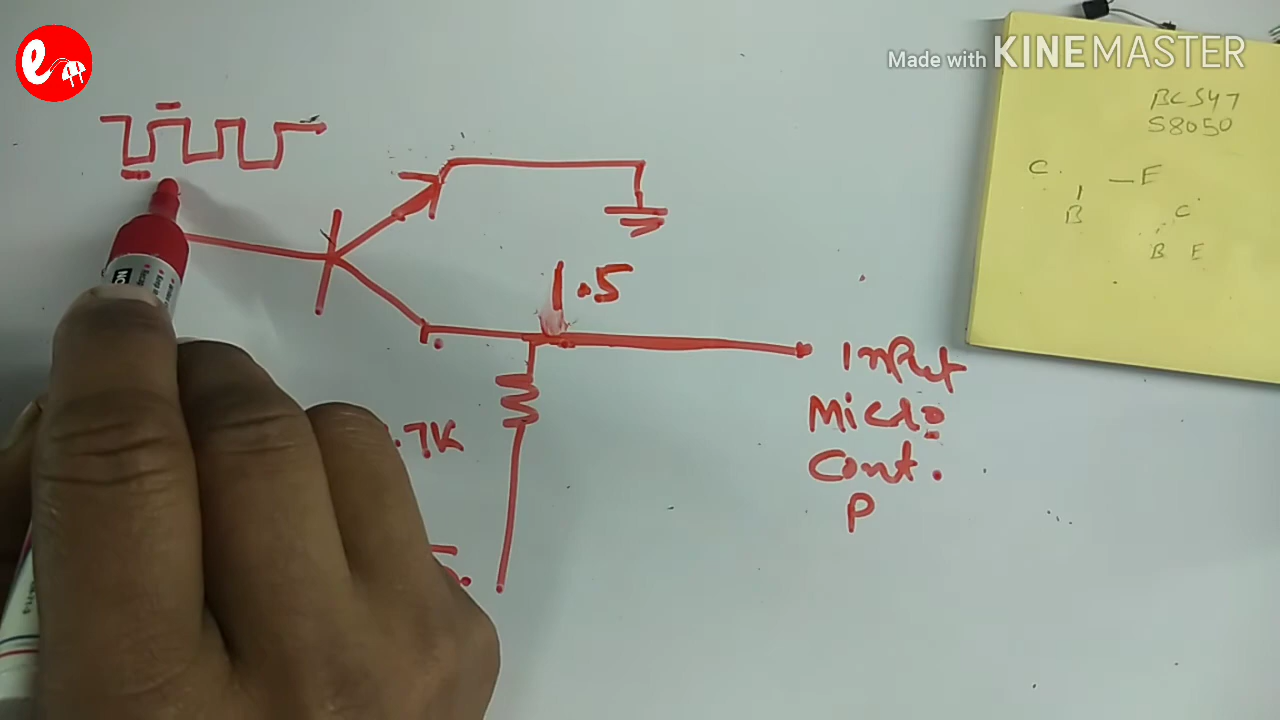 Made with KINEMASTER
BC547
S8050
C
E
B
C
B E
1.5
Input
Micro
Cont.
P
.7K